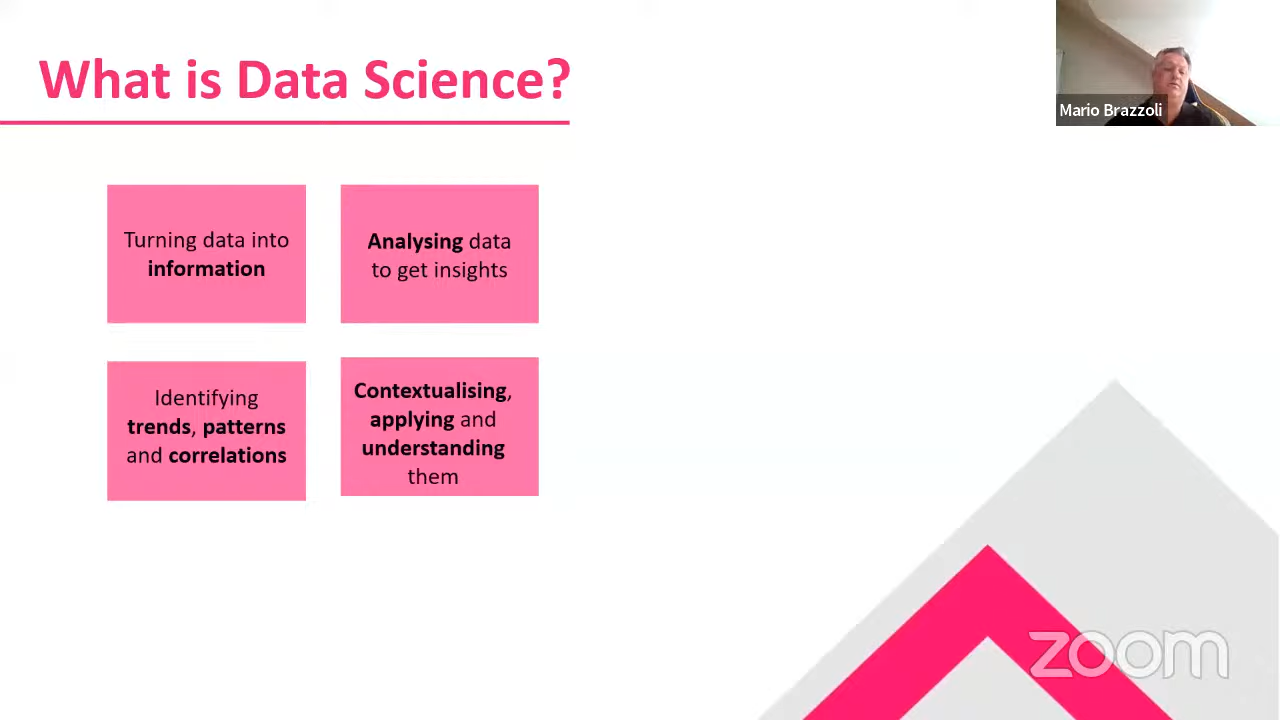 What is Data Science?
Mario Brazzoli
Turning data into
information
Analysing data
to get insights
Identifying
trends, patterns
and correlations
Contextualising,
applying and
understanding
them
zoom